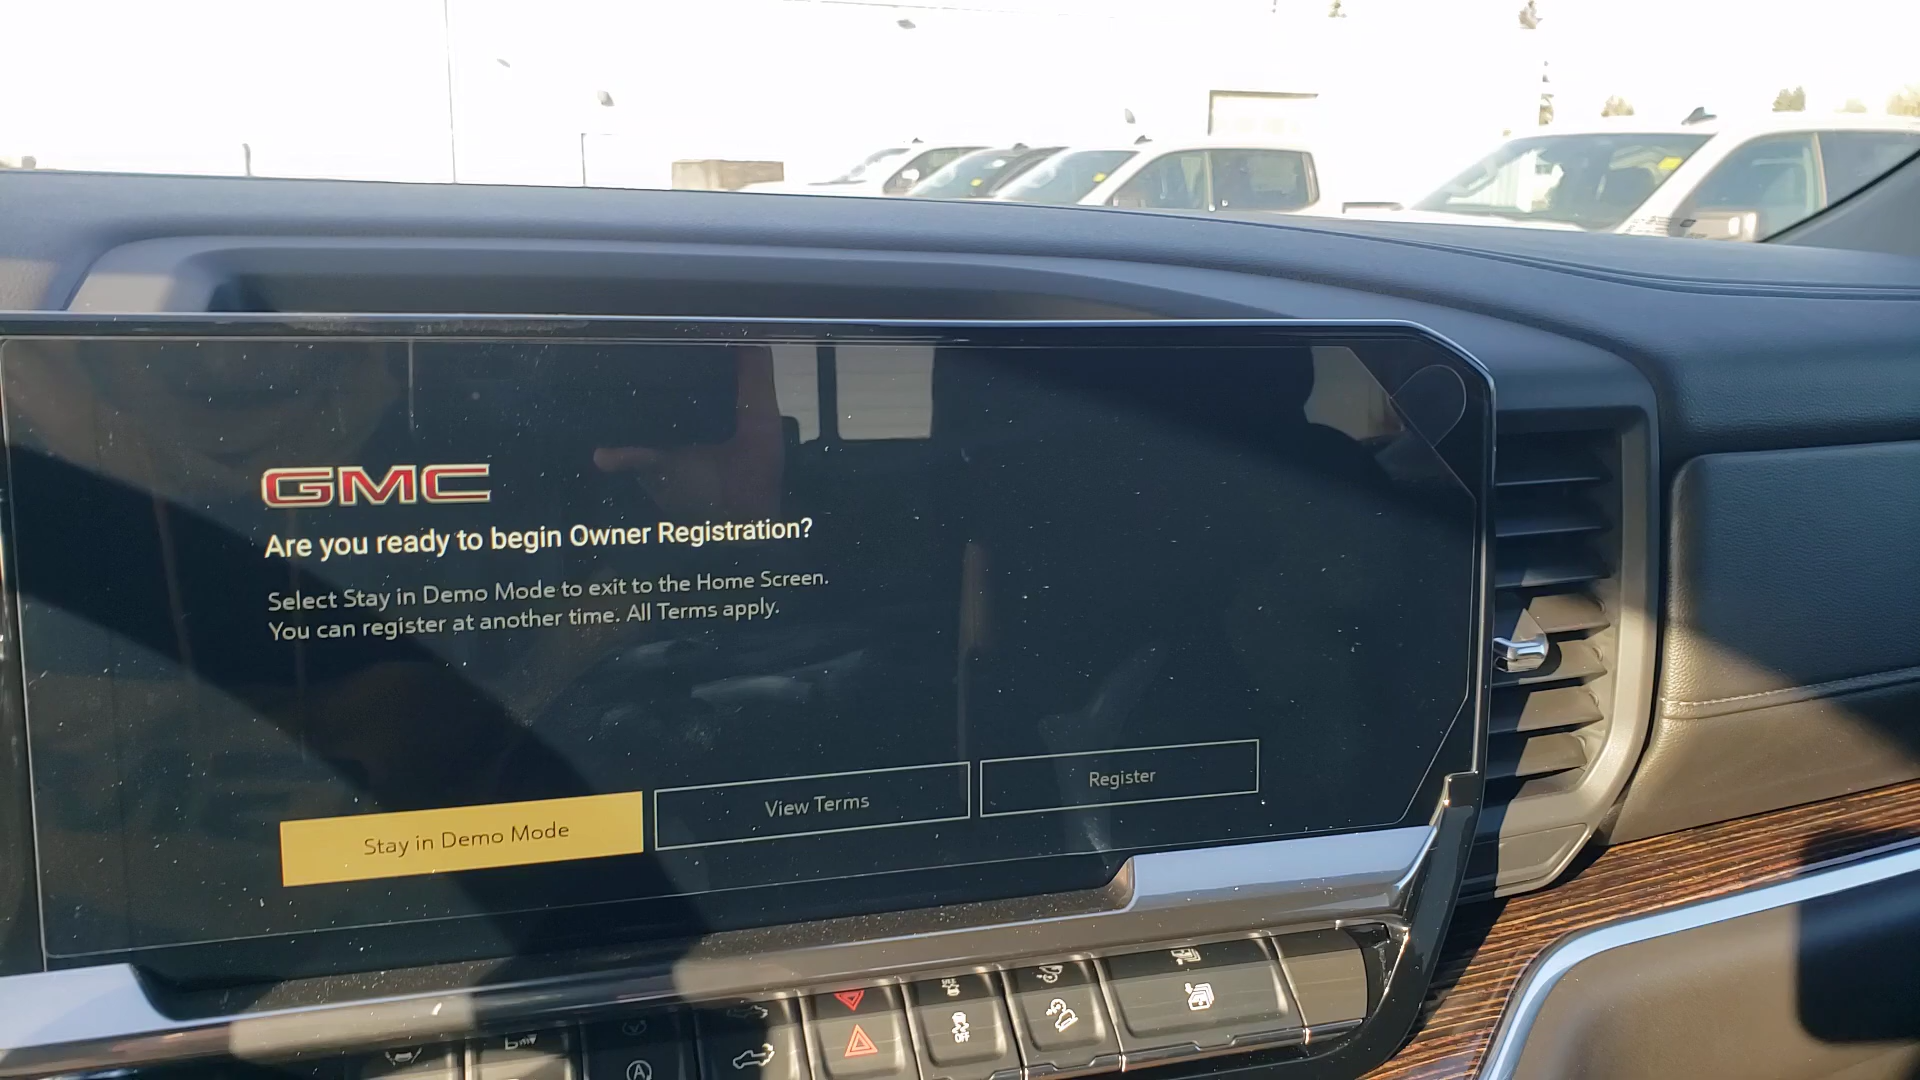 GMC
Are you ready to begin Owner Registration?
Select Stay in Demo Mode to exit to the Home Screen.
You can register at another time. All Terms apply.
Stay in Demo Mode
View Terms
Register
OFF
A